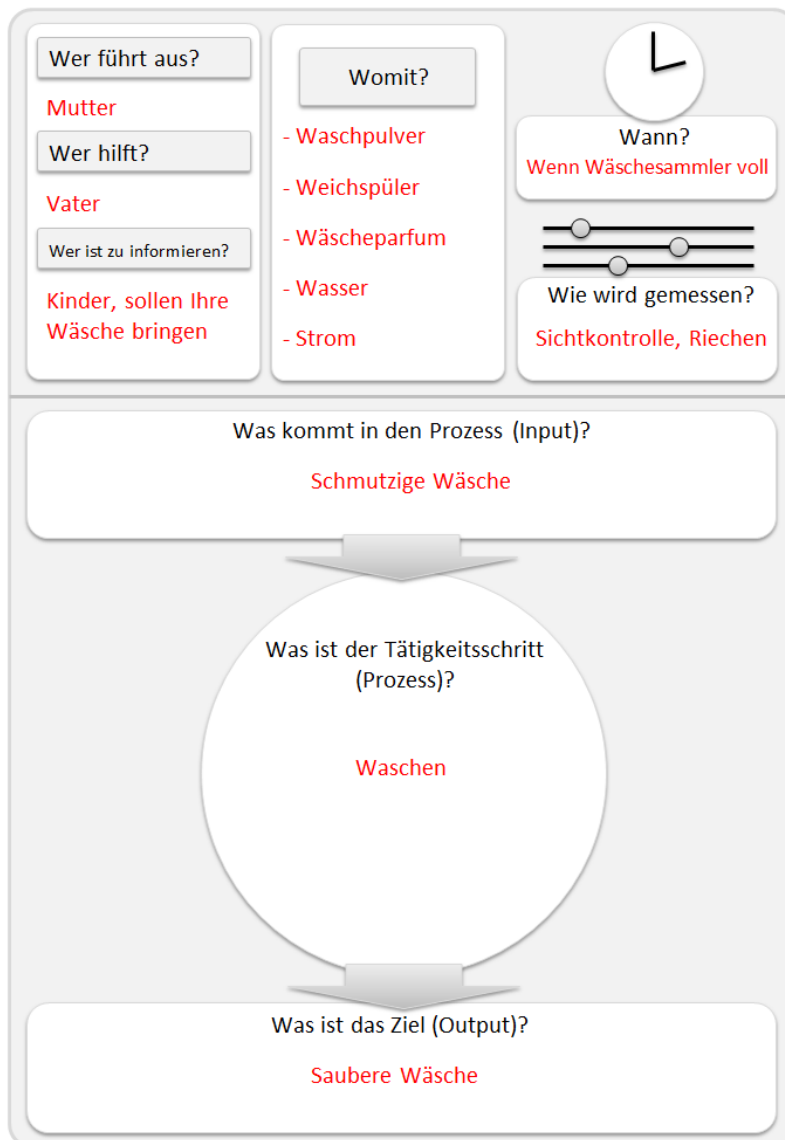 Wer führt aus?
Mutter
Wer hilft?
Vater
Wer ist zu informieren?
Kinder, sollen Ihre
Wäsche bringen
Womit?
- Waschpulver
- Weichspüler
- Wäscheparfum
- Wasser
- Strom
Wann?
Wenn Wäschesammler voll
Wie wird gemessen?
Sichtkontrolle, Riechen
Was kommt in den Prozess (Input)?
Schmutzige Wäsche
Was ist der Tätigkeitsschritt
(Prozess)?
Waschen
Was ist das Ziel (Output)?
Saubere Wäsche